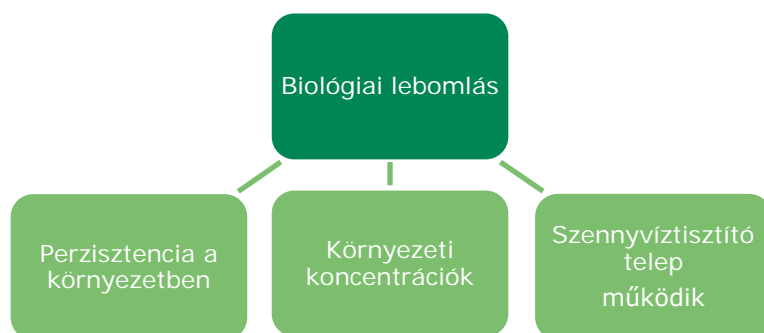 Biológiai lebomlás
Perzisztencia a
környezetben
Környezeti
koncentrációk
Szennyvíztisztító
telep
működik